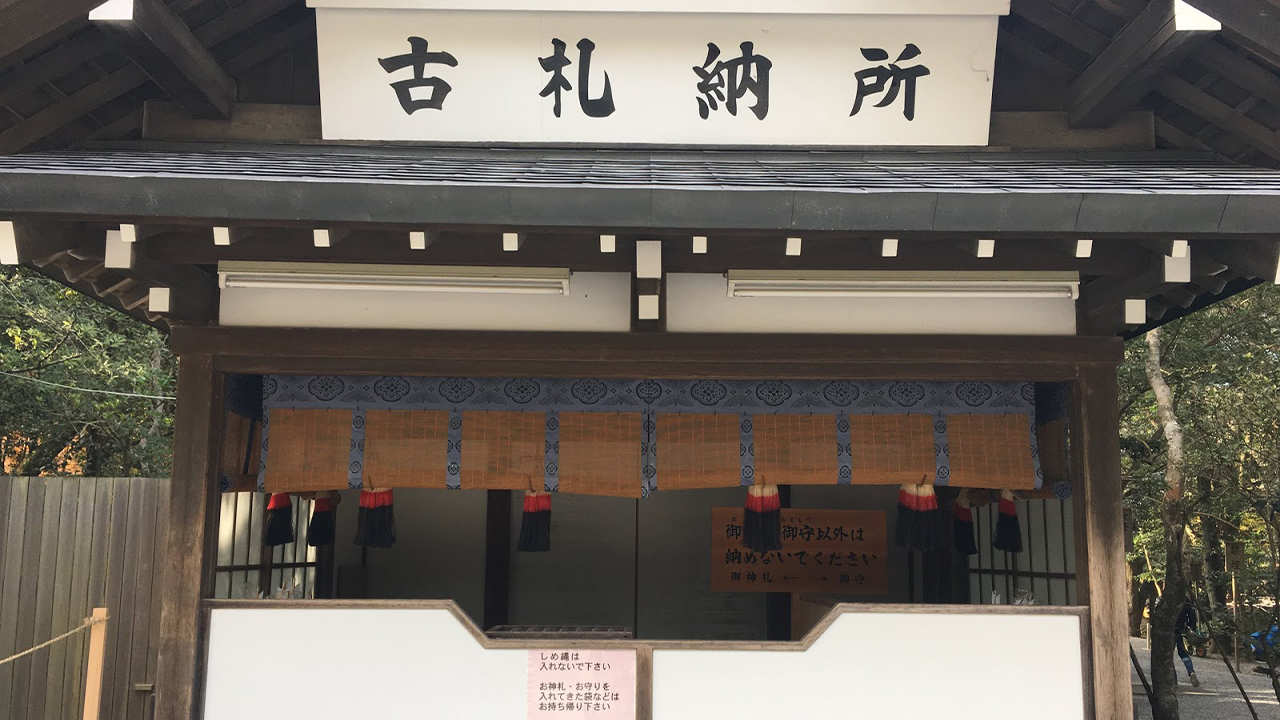 古札納所
御 御守以外は
納めないでください
御神札 ← → 御守
しめ縄は
入れないで下さい
お神札・お守りを
入れてきた袋などは
お持ち帰り下さい